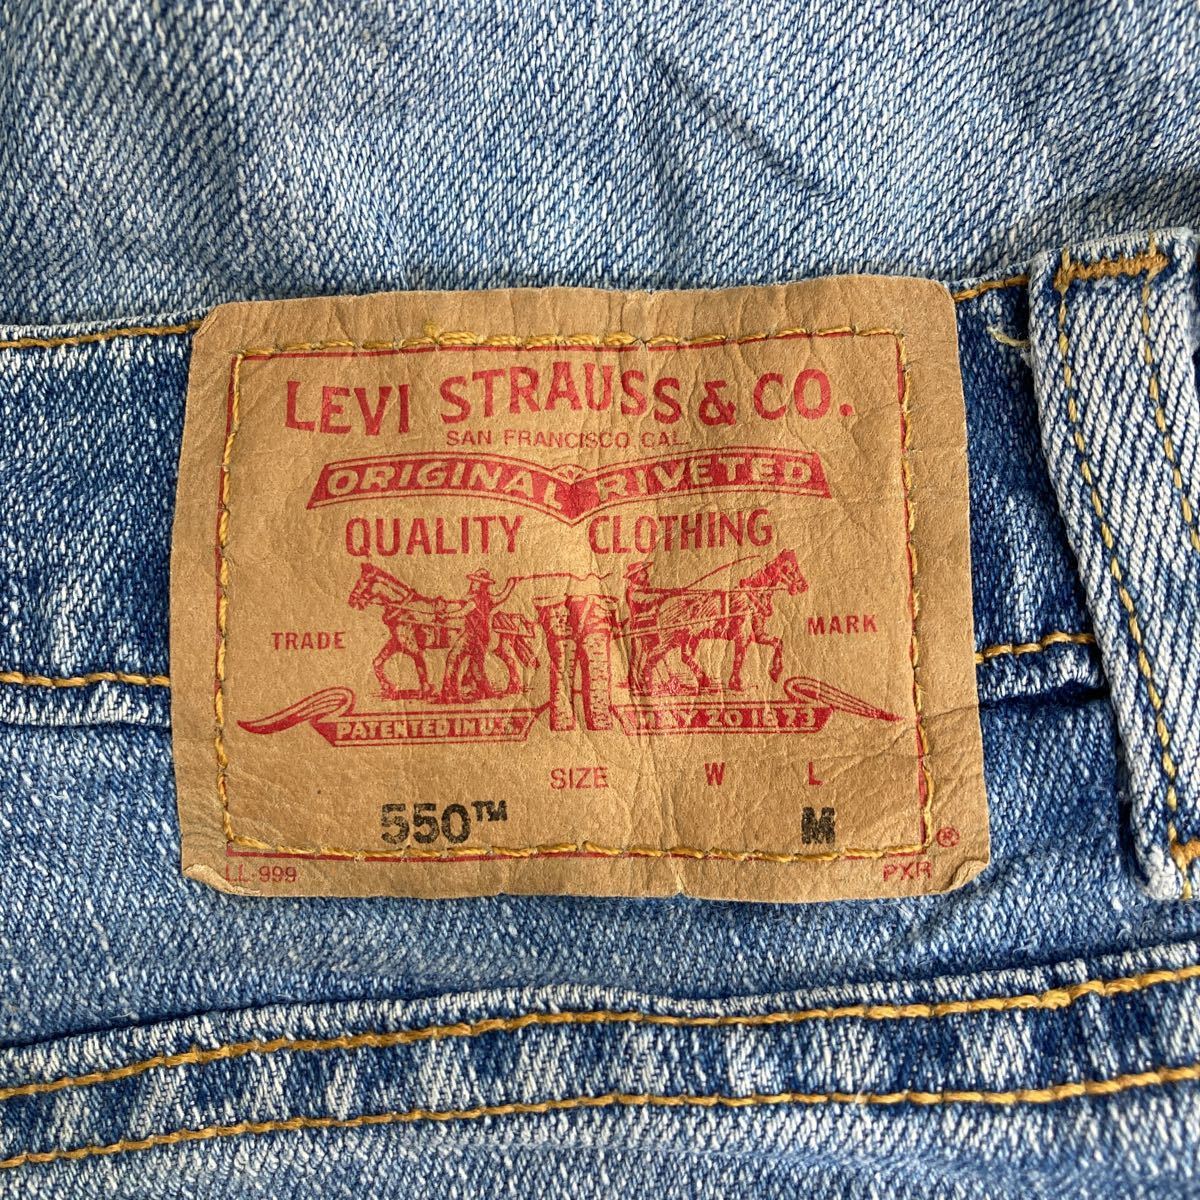 LEVI STRAUSS & CO.
SAN FRANCISCO CAL.
ORIGINAL RIVETED
QUALITY CLOTHING
TRADE MARK
PATENTED IN U.S. MAY 20 1873
SIZE W L
550™ M
®
LL-999 PXR